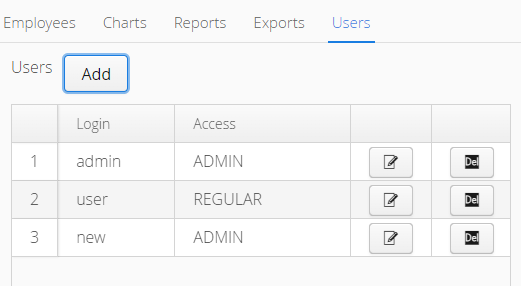 Employees Charts Reports Exports Users
Users Add
Login Access
1 admin ADMIN Del
2 user REGULAR Del
3 new ADMIN Del